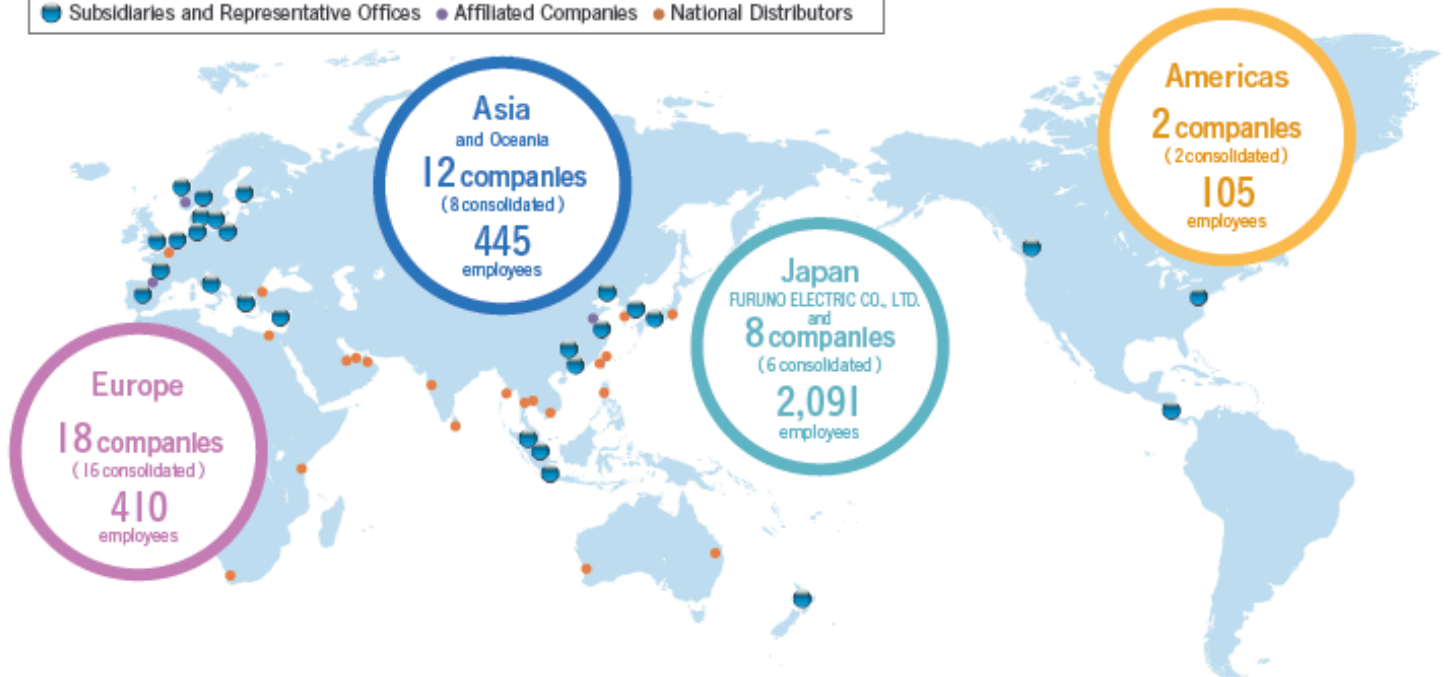 Subsidiaries and Representative Offices Affiliated Companies National Distributors
Asia
and Oceania
12 companies
(8 consolidated)
445
employees
Americas
2 companies
(2 consolidated)
105
employees
Japan
FURUNO ELECTRIC CO., LTD.
and
8 companies
(6 consolidated)
2,091
employees
Europe
18 companies
(16 consolidated)
410
employees